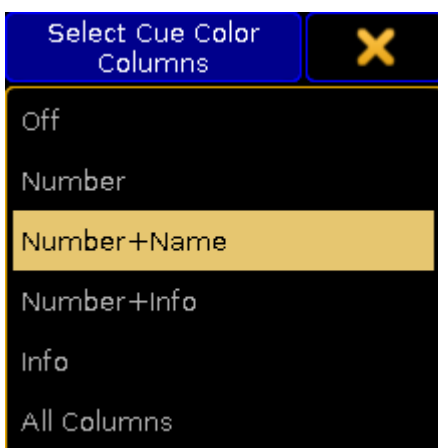 Select Cue Color
Columns
Off
Number
Number+Name
Number+Info
Info
All Columns